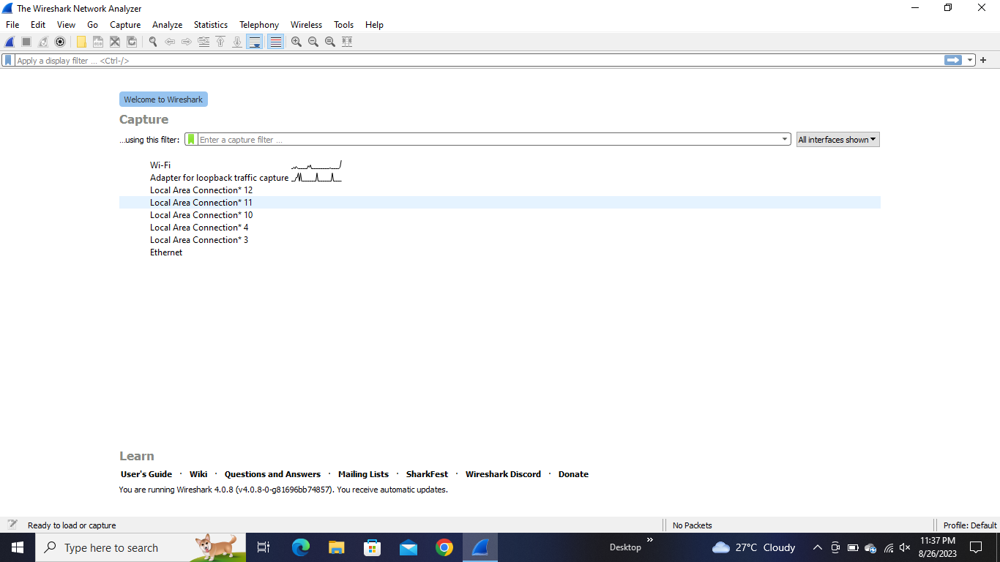 The Wireshark Network Analyzer
File Edit View Go Capture Analyze Statistics Telephony Wireless Tools Help
Apply a display filter ... <Ctrl-/>
Welcome to Wireshark
Capture
...using this filter: Enter a capture filter ... All interfaces shown
Wi-Fi
Adapter for loopback traffic capture
Local Area Connection* 12
Local Area Connection* 11
Local Area Connection* 10
Local Area Connection* 4
Local Area Connection* 3
Ethernet
Learn
User's Guide · Wiki · Questions and Answers · Mailing Lists · SharkFest · Wireshark Discord · Donate
You are running Wireshark 4.0.8 (v4.0.8-0-g81696bb74857). You receive automatic updates.
Ready to load or capture No Packets Profile: Default
Type here to search Desktop » 27°C Cloudy 11:37 PM
8/26/2023